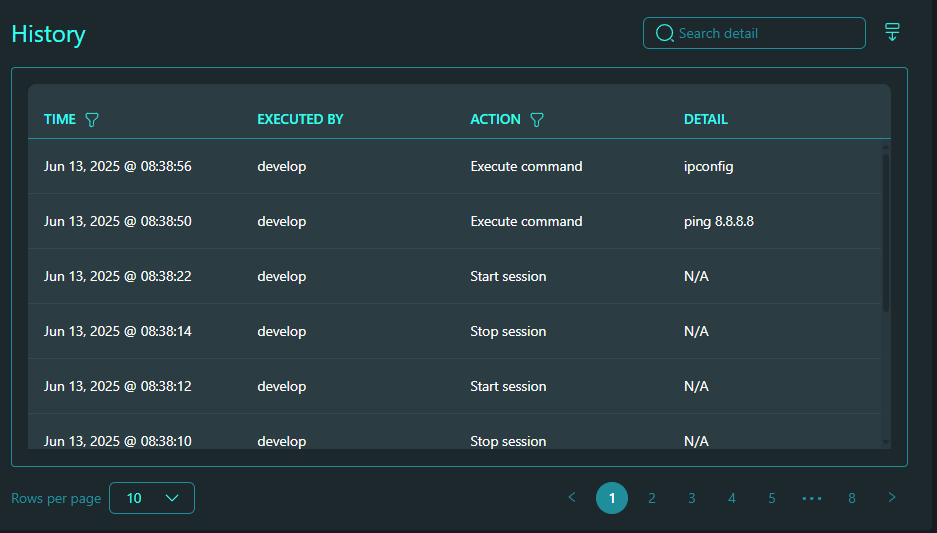 History
Search detail
TIME EXECUTED BY ACTION DETAIL
Jun 13, 2025 @ 08:38:56 develop Execute command ipconfig
Jun 13, 2025 @ 08:38:50 develop Execute command ping 8.8.8.8
Jun 13, 2025 @ 08:38:22 develop Start session N/A
Jun 13, 2025 @ 08:38:14 develop Stop session N/A
Jun 13, 2025 @ 08:38:12 develop Start session N/A
Jun 13, 2025 @ 08:38:10 develop Stop session N/A
Rows per page 10 < 1 2 3 4 5 ••• 8 >